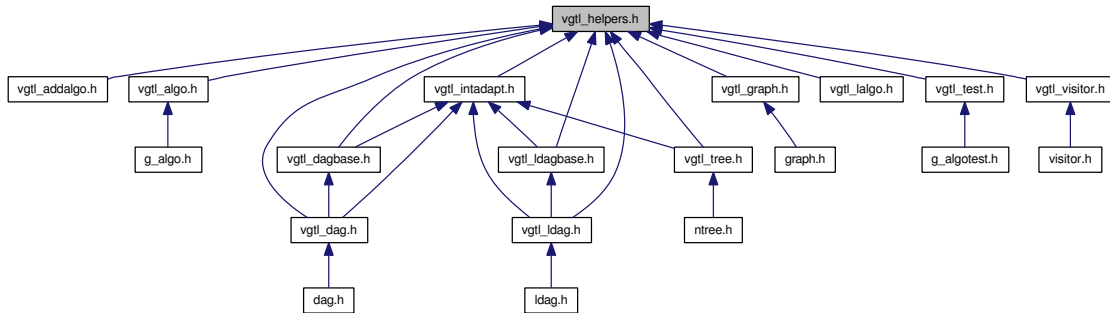 vgtl_helpers.h
vgtl_addalgo.h
vgtl_algo.h
vgtl_intadapt.h
vgtl_graph.h
vgtl_lalgo.h
vgtl_test.h
vgtl_visitor.h
g_algo.h
vgtl_dagbase.h
vgtl_ldagbase.h
vgtl_tree.h
graph.h
g_algotest.h
visitor.h
vgtl_dag.h
vgtl_ldag.h
ntree.h
dag.h
ldag.h